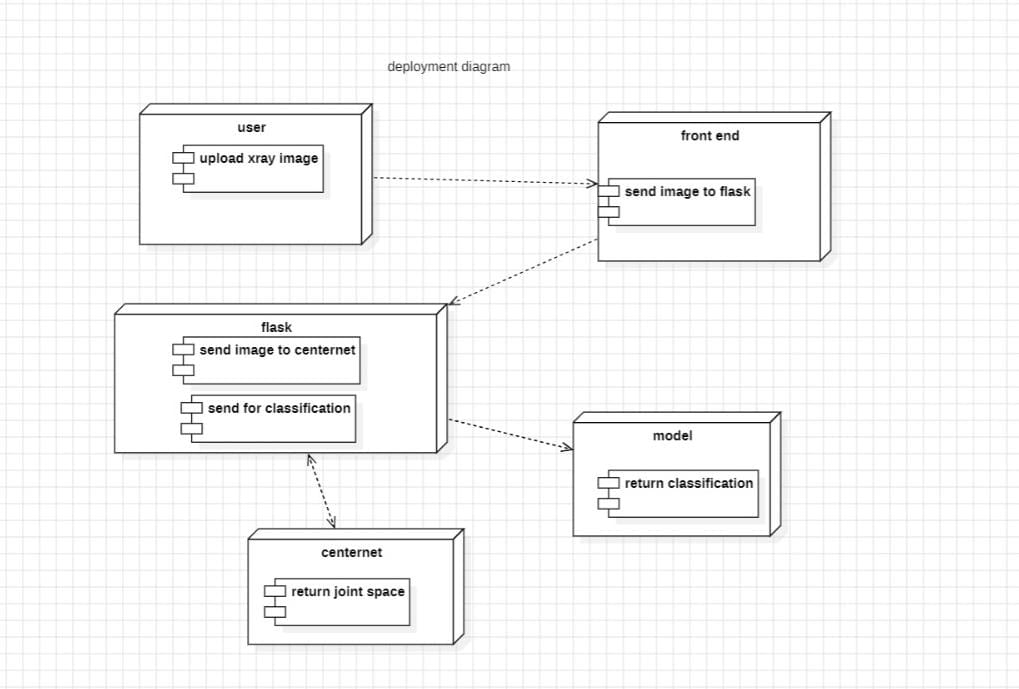 deployment diagram
user
upload xray image
front end
send image to flask
flask
send image to centernet
send for classification
model
return classification
centernet
return joint space